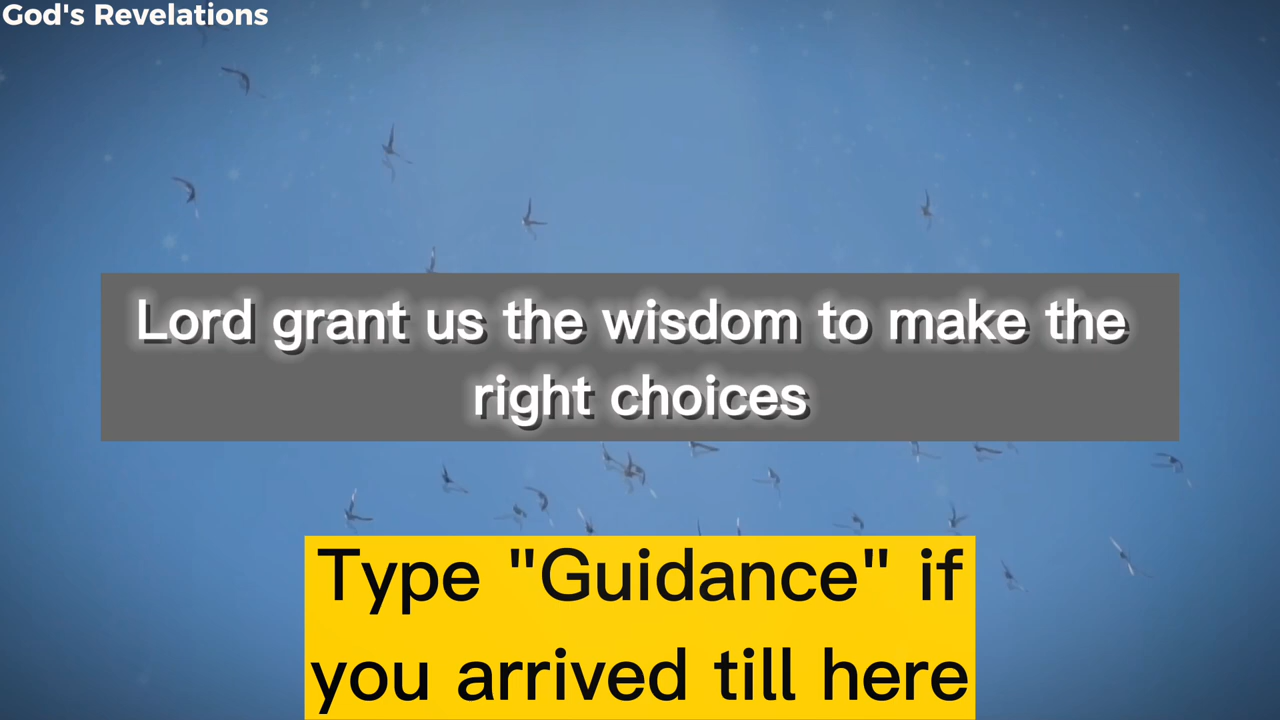 God's Revelations
Lord grant us the wisdom to make the
right choices
Type "Guidance" if
you arrived till here